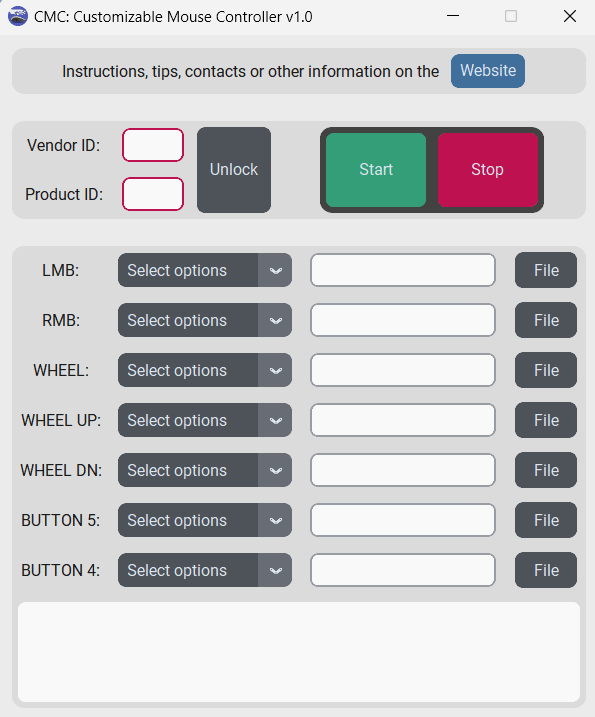 CMC: Customizable Mouse Controller v1.0
Instructions, tips, contacts or other information on the Website
Vendor ID:
Product ID:
Unlock
Start
Stop
LMB: Select options File
RMB: Select options File
WHEEL: Select options File
WHEEL UP: Select options File
WHEEL DN: Select options File
BUTTON 5: Select options File
BUTTON 4: Select options File